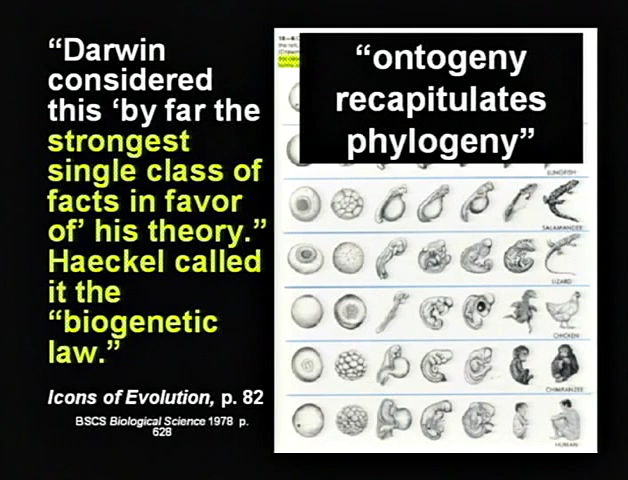 “Darwin
considered
this ‘by far the
strongest
single class of
facts in favor
of’ his theory.”
Haeckel called
it the
“biogenetic
law.”
Icons of Evolution, p. 82
BSCS Biological Science 1978 p.
628
“ontogeny
recapitulates
phylogeny”
LUNGFISH
SALAMANDER
LIZARD
CHICKEN
CHIMPANZEE
HUMAN